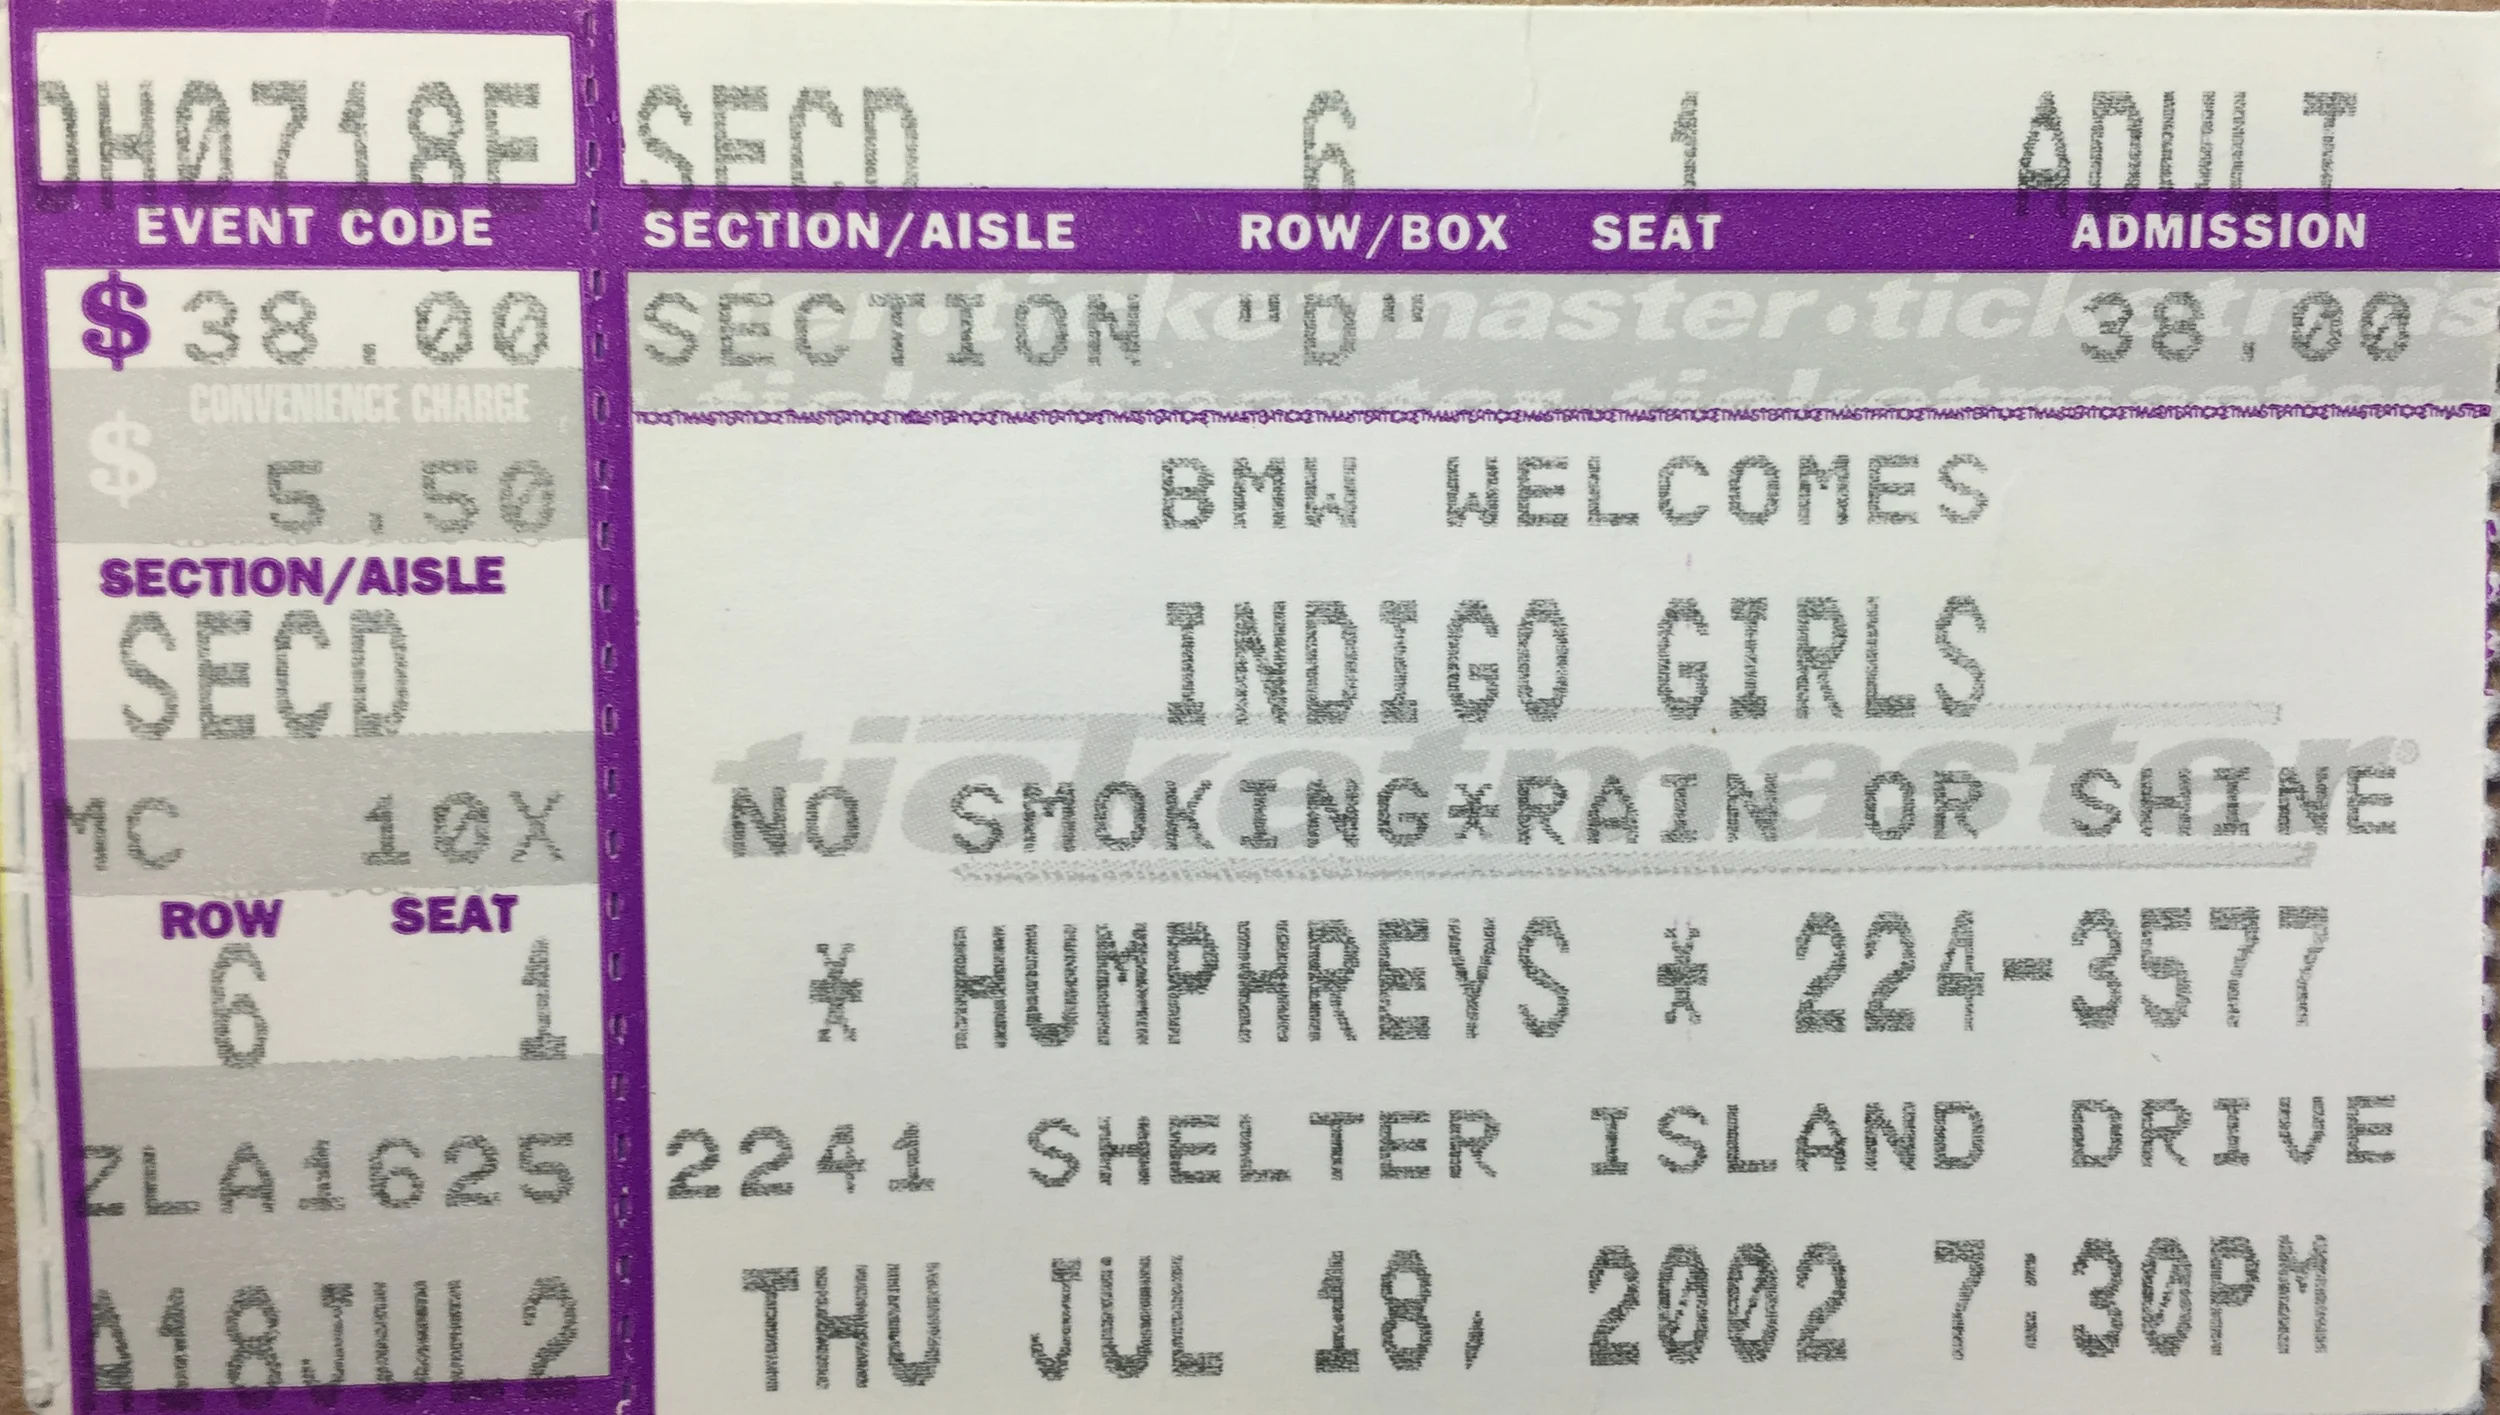 DH0718E
EVENT CODE
$ 38.00
CONVENIENCE CHARGE
$ 5.50
SECTION/AISLE
SECD
MC 10X
ROW SEAT
6 1
ZLA1625
A18JUL2
SECD 6 1 ADULT
SECTION/AISLE ROW/BOX SEAT ADMISSION
SECTION "D" 38.00
BMW WELCOMES
INDIGO GIRLS
ticketmaster
NO SMOKING*RAIN OR SHINE
* HUMPHREYS * 224-3577
2241 SHELTER ISLAND DRIVE
THU JUL 18, 2002 7:30PM